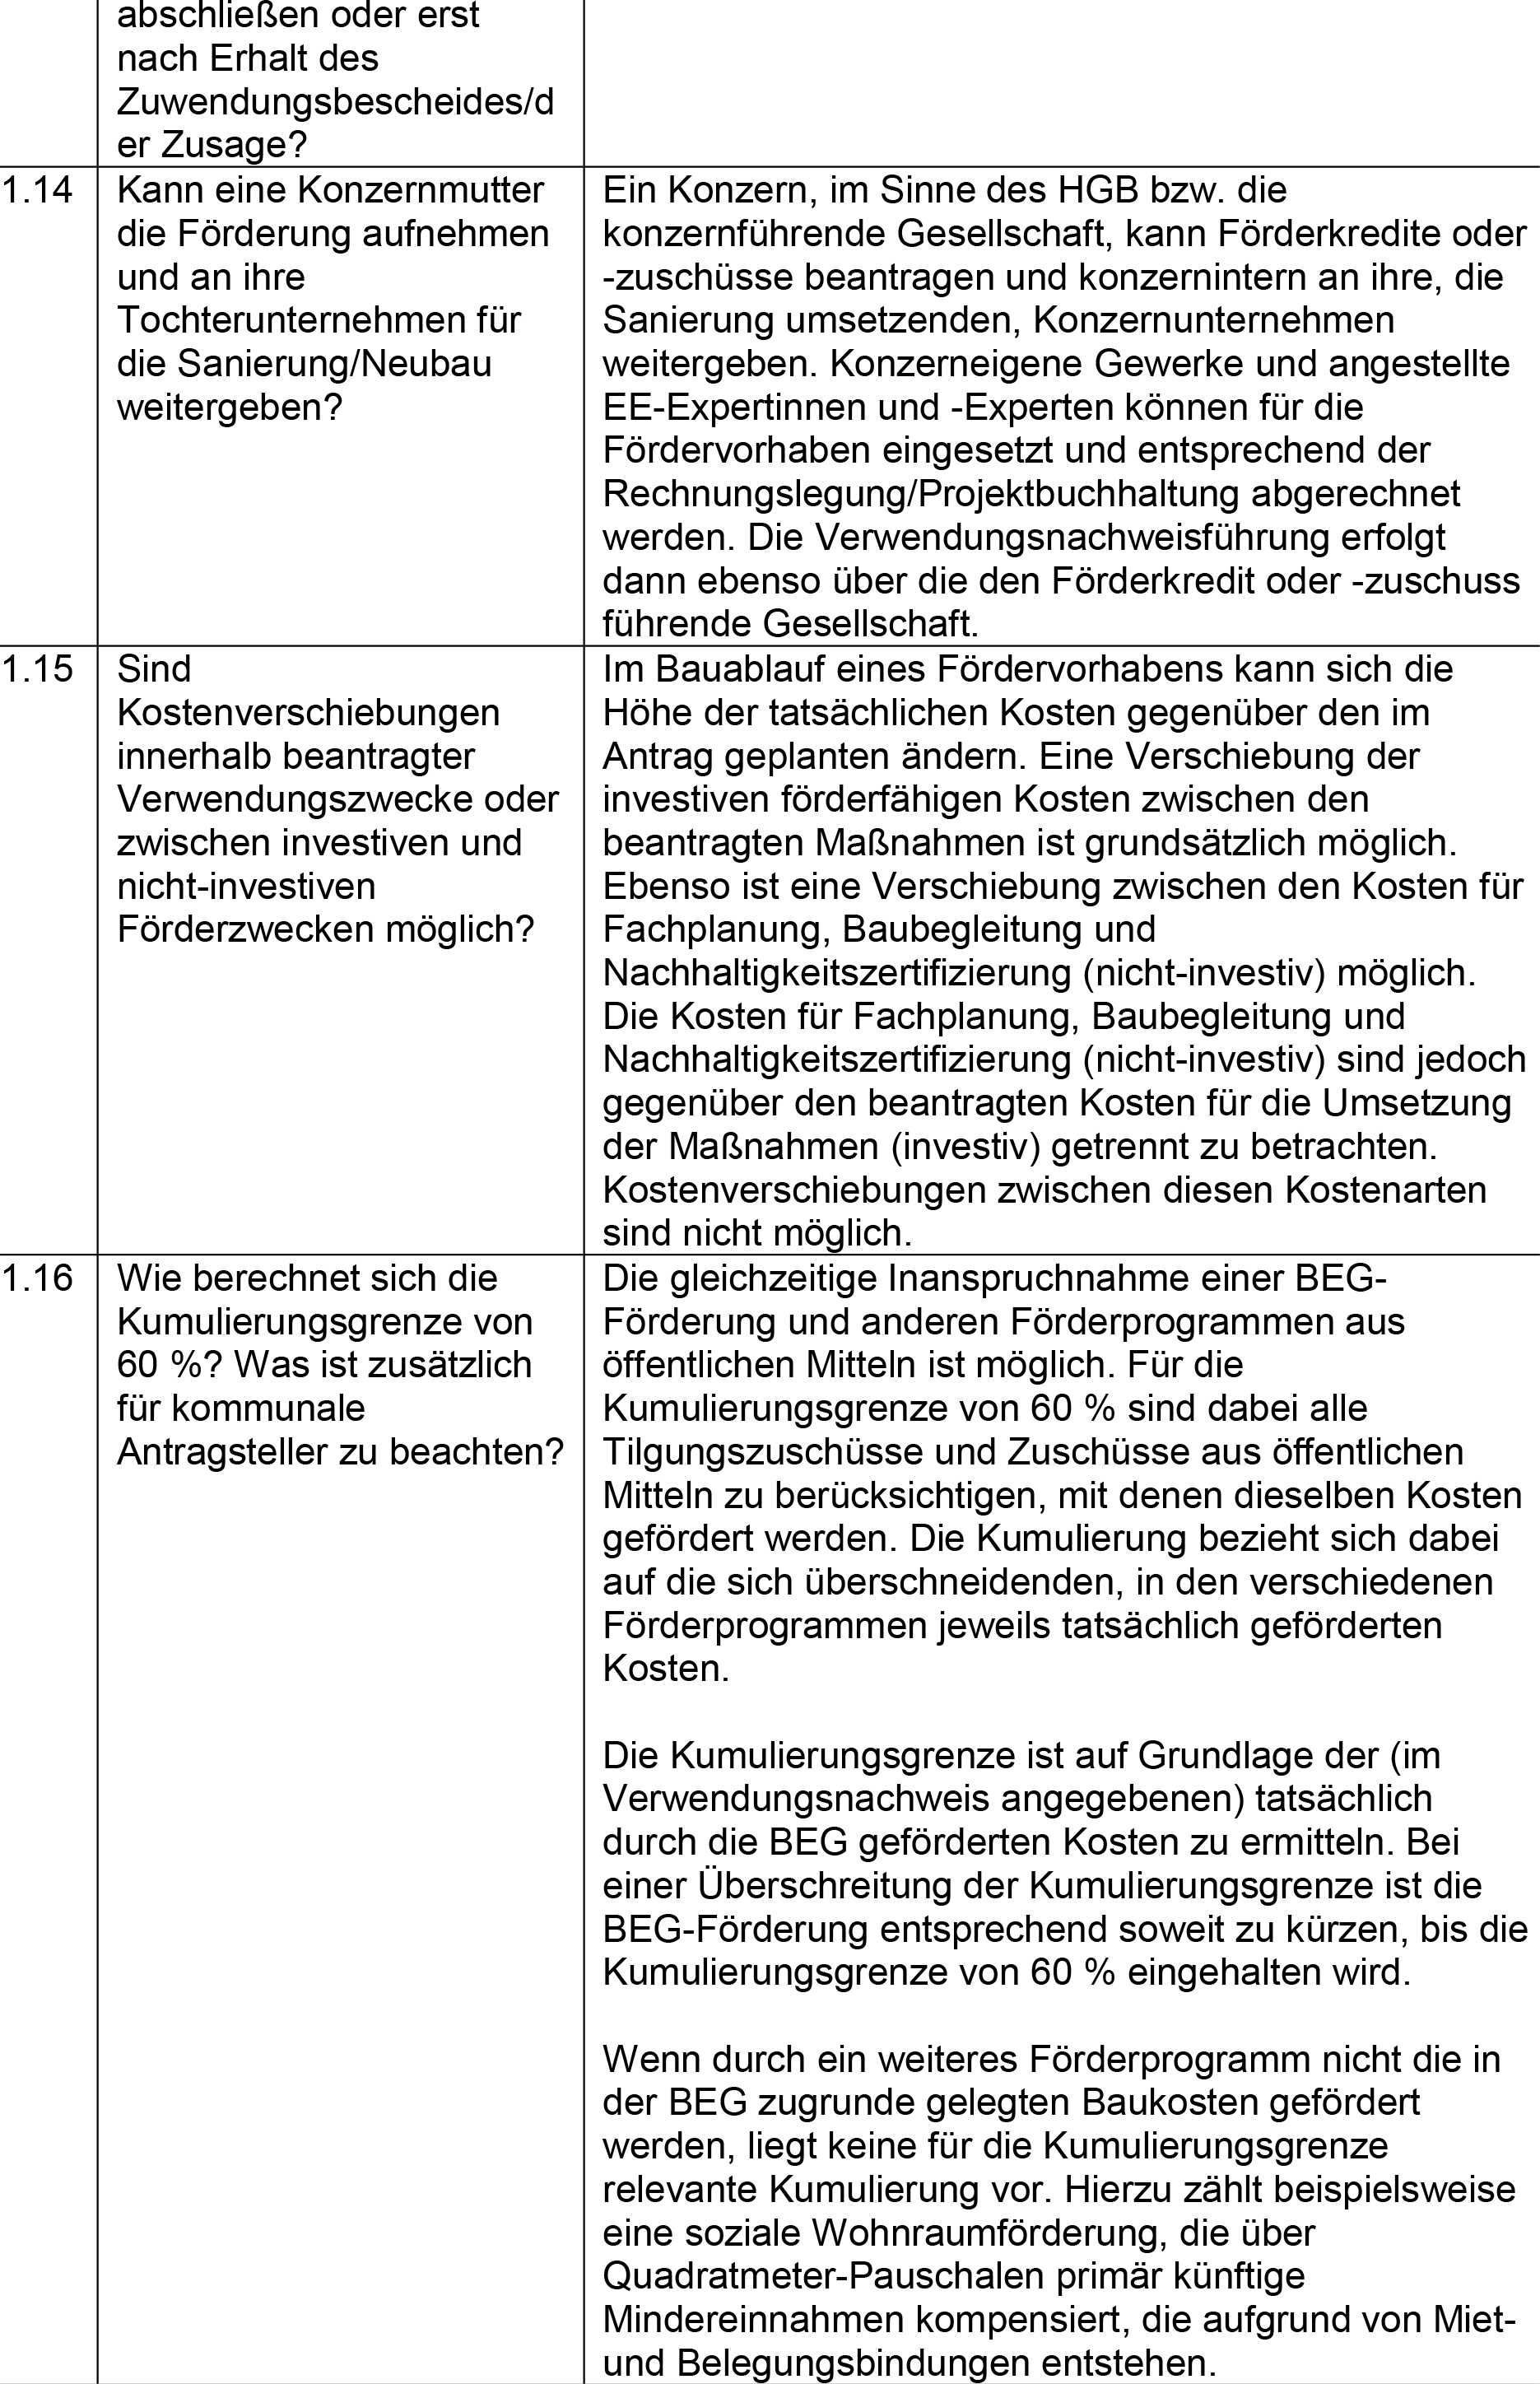 abschließen oder erst
nach Erhalt des
Zuwendungsbescheides/d
er Zusage?
1.14
Kann eine Konzernmutter
die Förderung aufnehmen
und an ihre
Tochterunternehmen für
die Sanierung/Neubau
weitergeben?
Ein Konzern, im Sinne des HGB bzw. die
konzernführende Gesellschaft, kann Förderkredite oder
-zuschüsse beantragen und konzernintern an ihre, die
Sanierung umsetzenden, Konzernunternehmen
weitergeben. Konzerneigene Gewerke und angestellte
EE-Expertinnen und -Experten können für die
Fördervorhaben eingesetzt und entsprechend der
Rechnungslegung/Projektbuchhaltung abgerechnet
werden. Die Verwendungsnachweisführung erfolgt
dann ebenso über die den Förderkredit oder -zuschuss
führende Gesellschaft.
1.15
Sind
Kostenverschiebungen
innerhalb beantragter
Verwendungszwecke oder
zwischen investiven und
nicht-investiven
Förderzwecken möglich?
Im Bauablauf eines Fördervorhabens kann sich die
Höhe der tatsächlichen Kosten gegenüber den im
Antrag geplanten ändern. Eine Verschiebung der
investiven förderfähigen Kosten zwischen den
beantragten Maßnahmen ist grundsätzlich möglich.
Ebenso ist eine Verschiebung zwischen den Kosten für
Fachplanung, Baubegleitung und
Nachhaltigkeitszertifizierung (nicht-investiv) möglich.
Die Kosten für Fachplanung, Baubegleitung und
Nachhaltigkeitszertifizierung (nicht-investiv) sind jedoch
gegenüber den beantragten Kosten für die Umsetzung
der Maßnahmen (investiv) getrennt zu betrachten.
Kostenverschiebungen zwischen diesen Kostenarten
sind nicht möglich.
1.16
Wie berechnet sich die
Kumulierungsgrenze von
60 %? Was ist zusätzlich
für kommunale
Antragsteller zu beachten?
Die gleichzeitige Inanspruchnahme einer BEG-
Förderung und anderen Förderprogrammen aus
öffentlichen Mitteln ist möglich. Für die
Kumulierungsgrenze von 60 % sind dabei alle
Tilgungszuschüsse und Zuschüsse aus öffentlichen
Mitteln zu berücksichtigen, mit denen dieselben Kosten
gefördert werden. Die Kumulierung bezieht sich dabei
auf die sich überschneidenden, in den verschiedenen
Förderprogrammen jeweils tatsächlich geförderten
Kosten.
Die Kumulierungsgrenze ist auf Grundlage der (im
Verwendungsnachweis angegebenen) tatsächlich
durch die BEG geförderten Kosten zu ermitteln. Bei
einer Überschreitung der Kumulierungsgrenze ist die
BEG-Förderung entsprechend soweit zu kürzen, bis die
Kumulierungsgrenze von 60 % eingehalten wird.
Wenn durch ein weiteres Förderprogramm nicht die in
der BEG zugrunde gelegten Baukosten gefördert
werden, liegt keine für die Kumulierungsgrenze
relevante Kumulierung vor. Hierzu zählt beispielsweise
eine soziale Wohnraumförderung, die über
Quadratmeter-Pauschalen primär künftige
Mindereinnahmen kompensiert, die aufgrund von Miet-
und Belegungsbindungen entstehen.